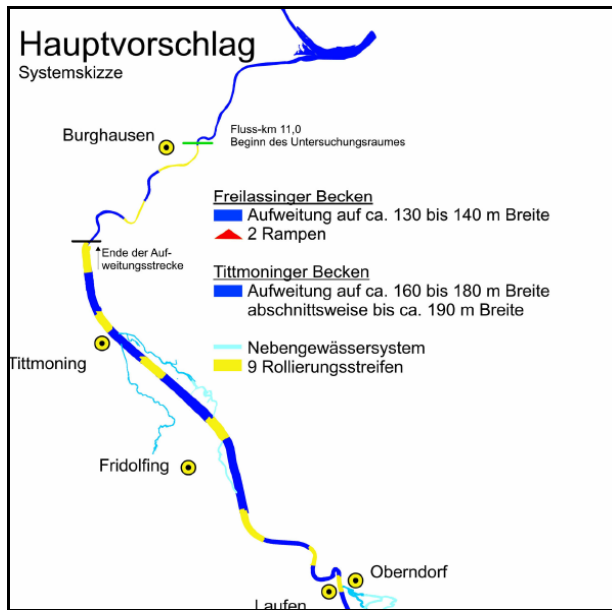 Hauptvorschlag
Systemskizze
Burghausen
Fluss-km 11,0
Beginn des Untersuchungsraumes
Freilassinger Becken
Aufweitung auf ca. 130 bis 140 m Breite
2 Rampen
Ende der Auf-
weitungsstrecke
Tittmoninger Becken
Aufweitung auf ca. 160 bis 180 m Breite
abschnittsweise bis ca. 190 m Breite
Nebengewässersystem
9 Rollierungsstreifen
Tittmoning
Fridolfing
Oberndorf
Laufen